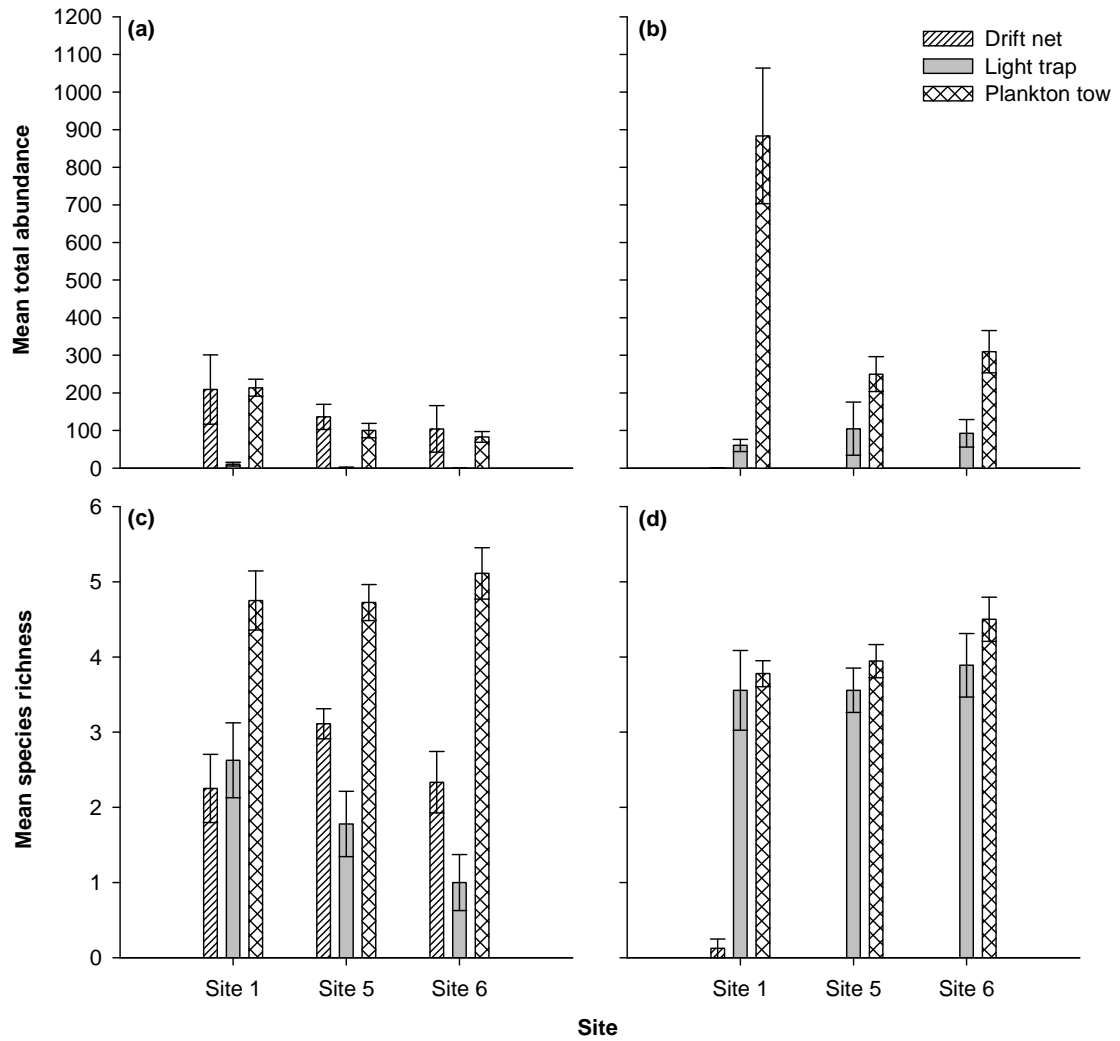 (a)
1200
1100
1000
900
800
700
600
500
400
300
200
100
0
Mean total abundance
(b)
Drift net
Light trap
Plankton tow
(c)
6
5
4
3
2
1
0
Mean species richness
(d)
Site 1 Site 5 Site 6
Site 1 Site 5 Site 6
Site